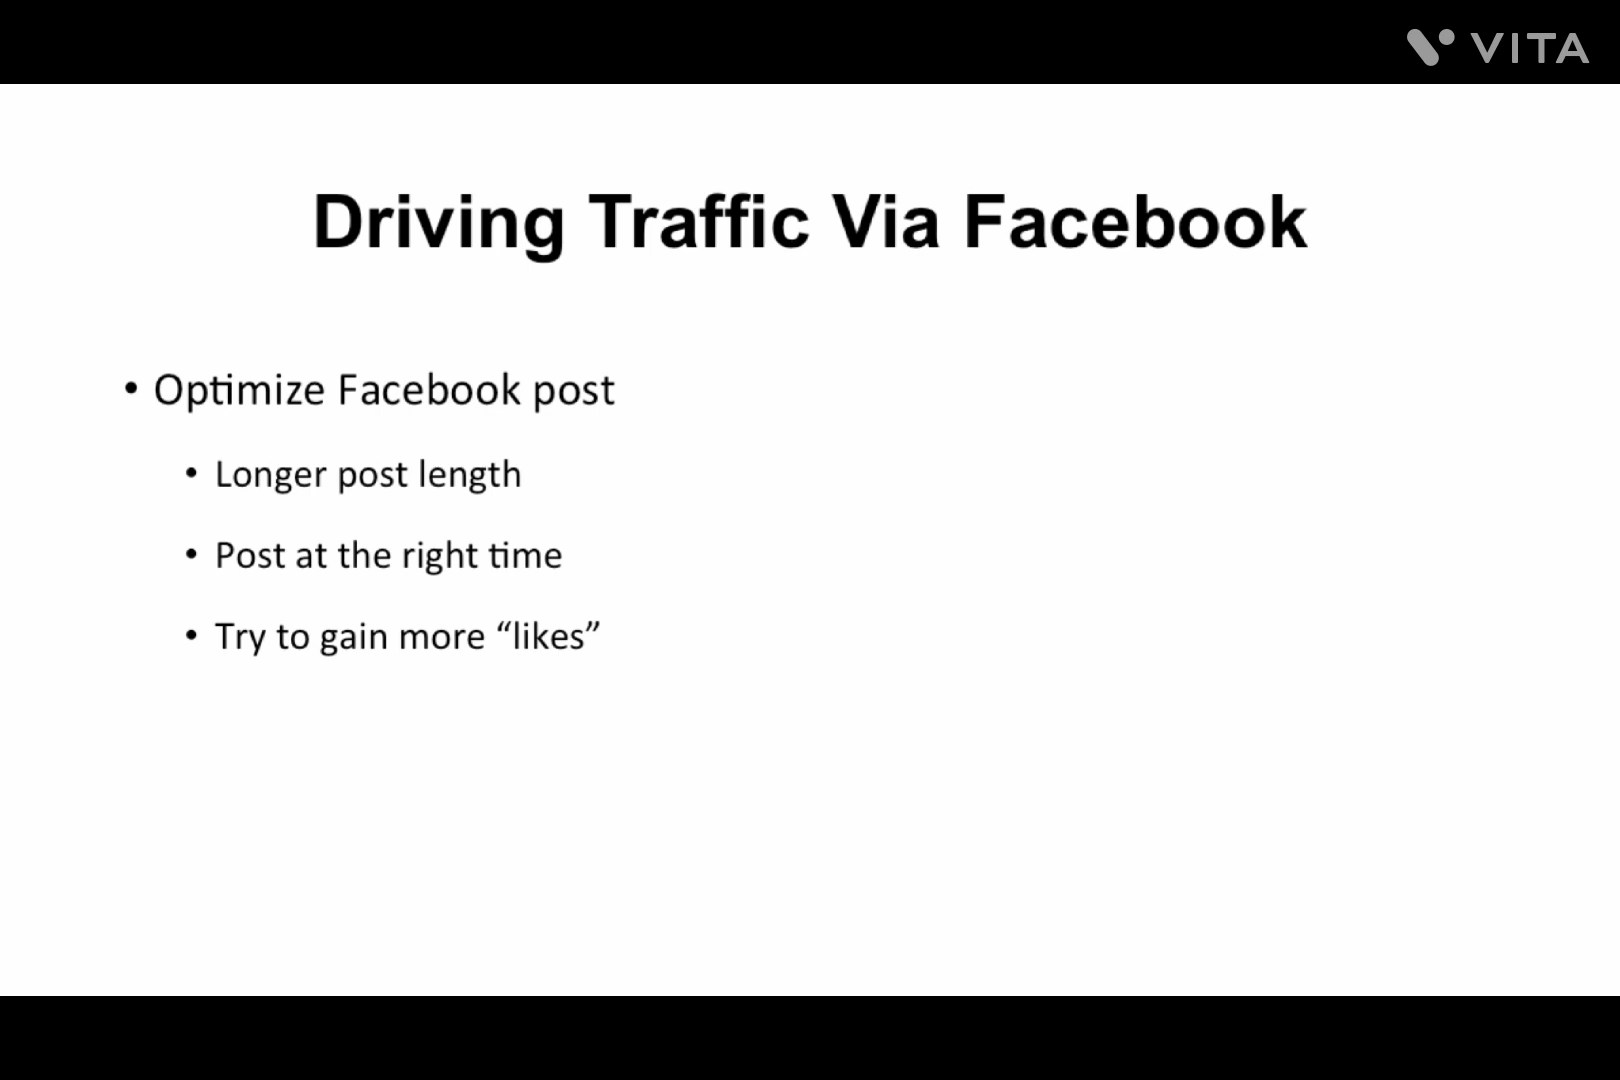 VITA
Driving Traffic Via Facebook
• Optimize Facebook post
• Longer post length
• Post at the right time
• Try to gain more “likes”